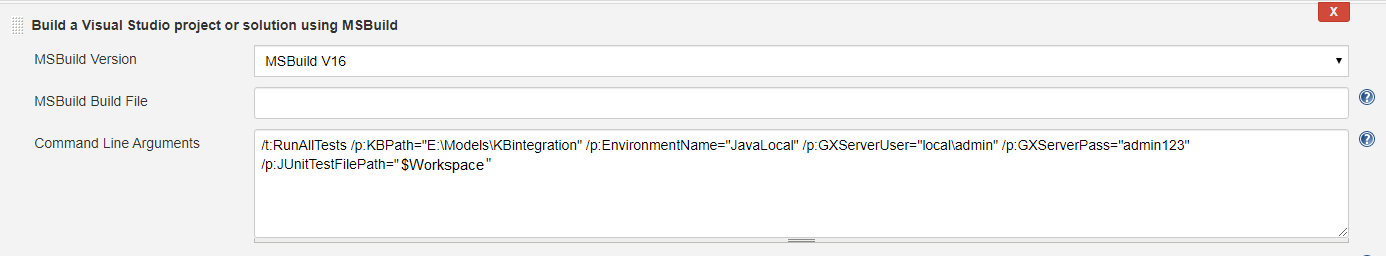 Build a Visual Studio project or solution using MSBuild
X
MSBuild Version
MSBuild V16
MSBuild Build File
Command Line Arguments
/t:RunAllTests /p:KBPath="E:\Models\KBintegration" /p:EnvironmentName="JavaLocal" /p:GXServerUser="local\admin" /p:GXServerPass="admin123"
/p:JUnitTestFilePath="$Workspace"